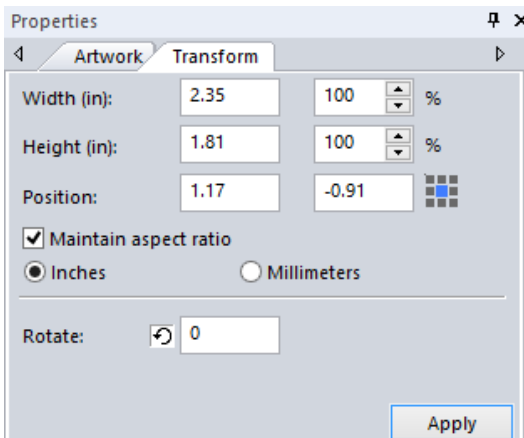 Properties
Artwork Transform
Width (in): 2.35 100 %
Height (in): 1.81 100 %
Position: 1.17 -0.91
Maintain aspect ratio
Inches Millimeters
Rotate: 0
Apply